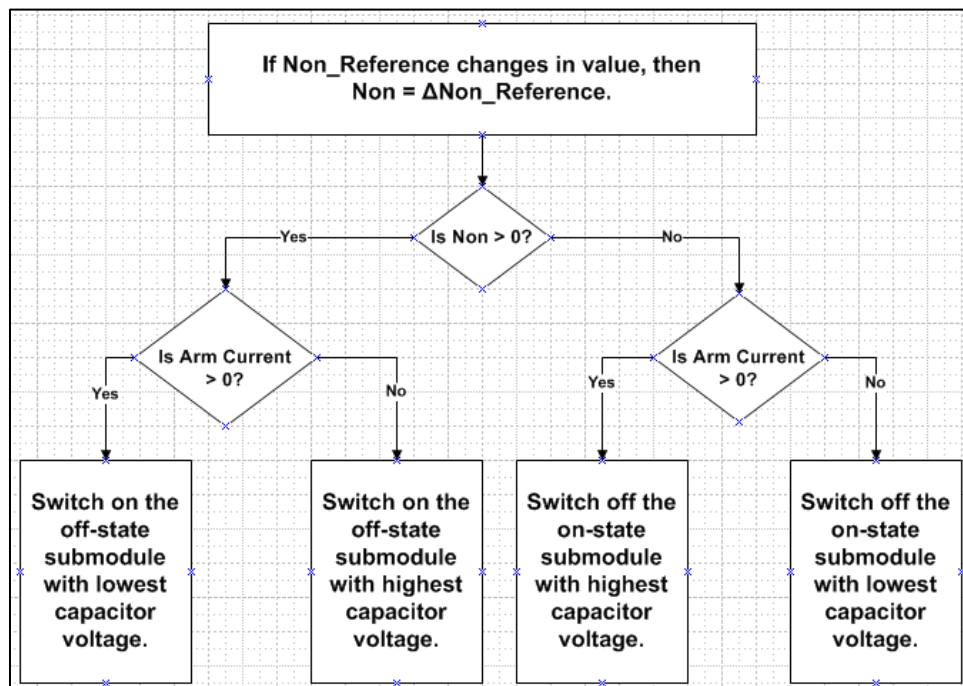 If Non_Reference changes in value, then
Non = ΔNon_Reference.
Is Non > 0?
Yes
No
Is Arm Current
> 0?
Is Arm Current
> 0?
Yes
No
Yes
No
Switch on the
off-state
submodule
with lowest
capacitor
voltage.
Switch on the
off-state
submodule
with highest
capacitor
voltage.
Switch off the
on-state
submodule
with highest
capacitor
voltage.
Switch off the
on-state
submodule
with lowest
capacitor
voltage.